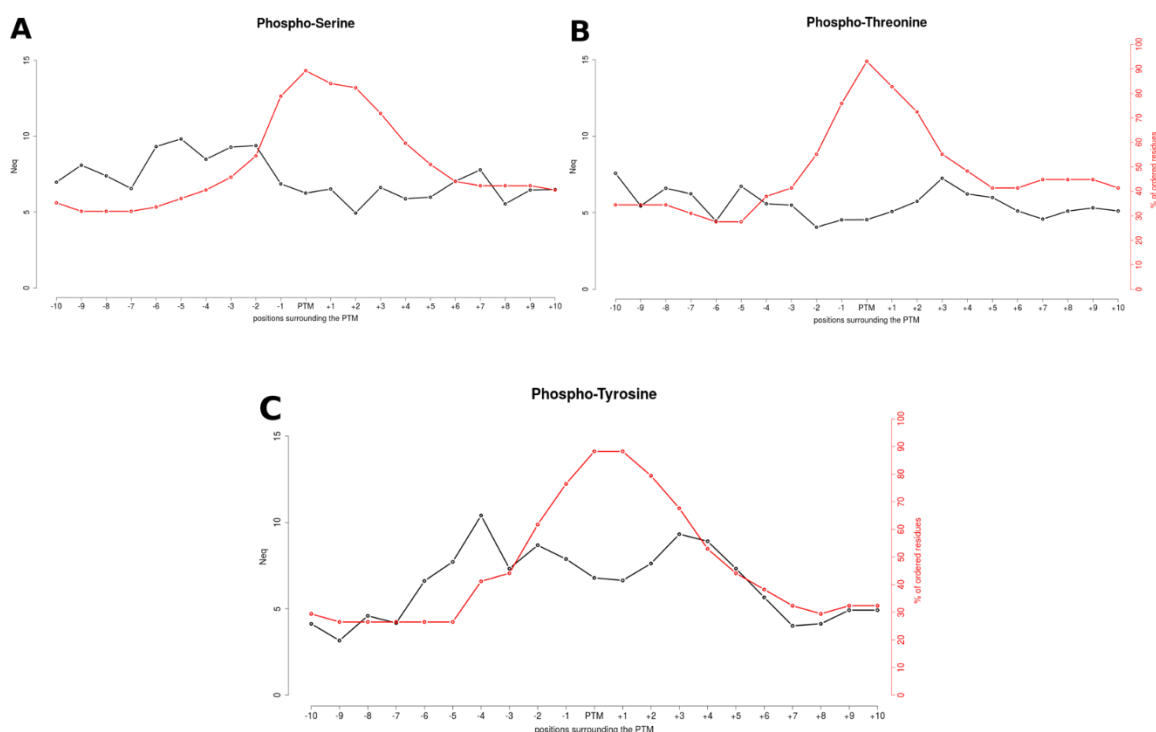 A
Phospho-Serine
Neq
15
10
5
0
-10 -9 -8 -7 -6 -5 -4 -3 -2 -1 PTM +1 +2 +3 +4 +5 +6 +7 +8 +9 +10
positions surrounding the PTM
B
Phospho-Threonine
Neq
15
10
5
0
100
90
80
70
60
50
40
30
20
10
0
% of ordered residues
-10 -9 -8 -7 -6 -5 -4 -3 -2 -1 PTM +1 +2 +3 +4 +5 +6 +7 +8 +9 +10
positions surrounding the PTM
C
Phospho-Tyrosine
Neq
15
10
5
0
100
90
80
70
60
50
40
30
20
10
0
% of ordered residues
-10 -9 -8 -7 -6 -5 -4 -3 -2 -1 PTM +1 +2 +3 +4 +5 +6 +7 +8 +9 +10
positions surrounding the PTM